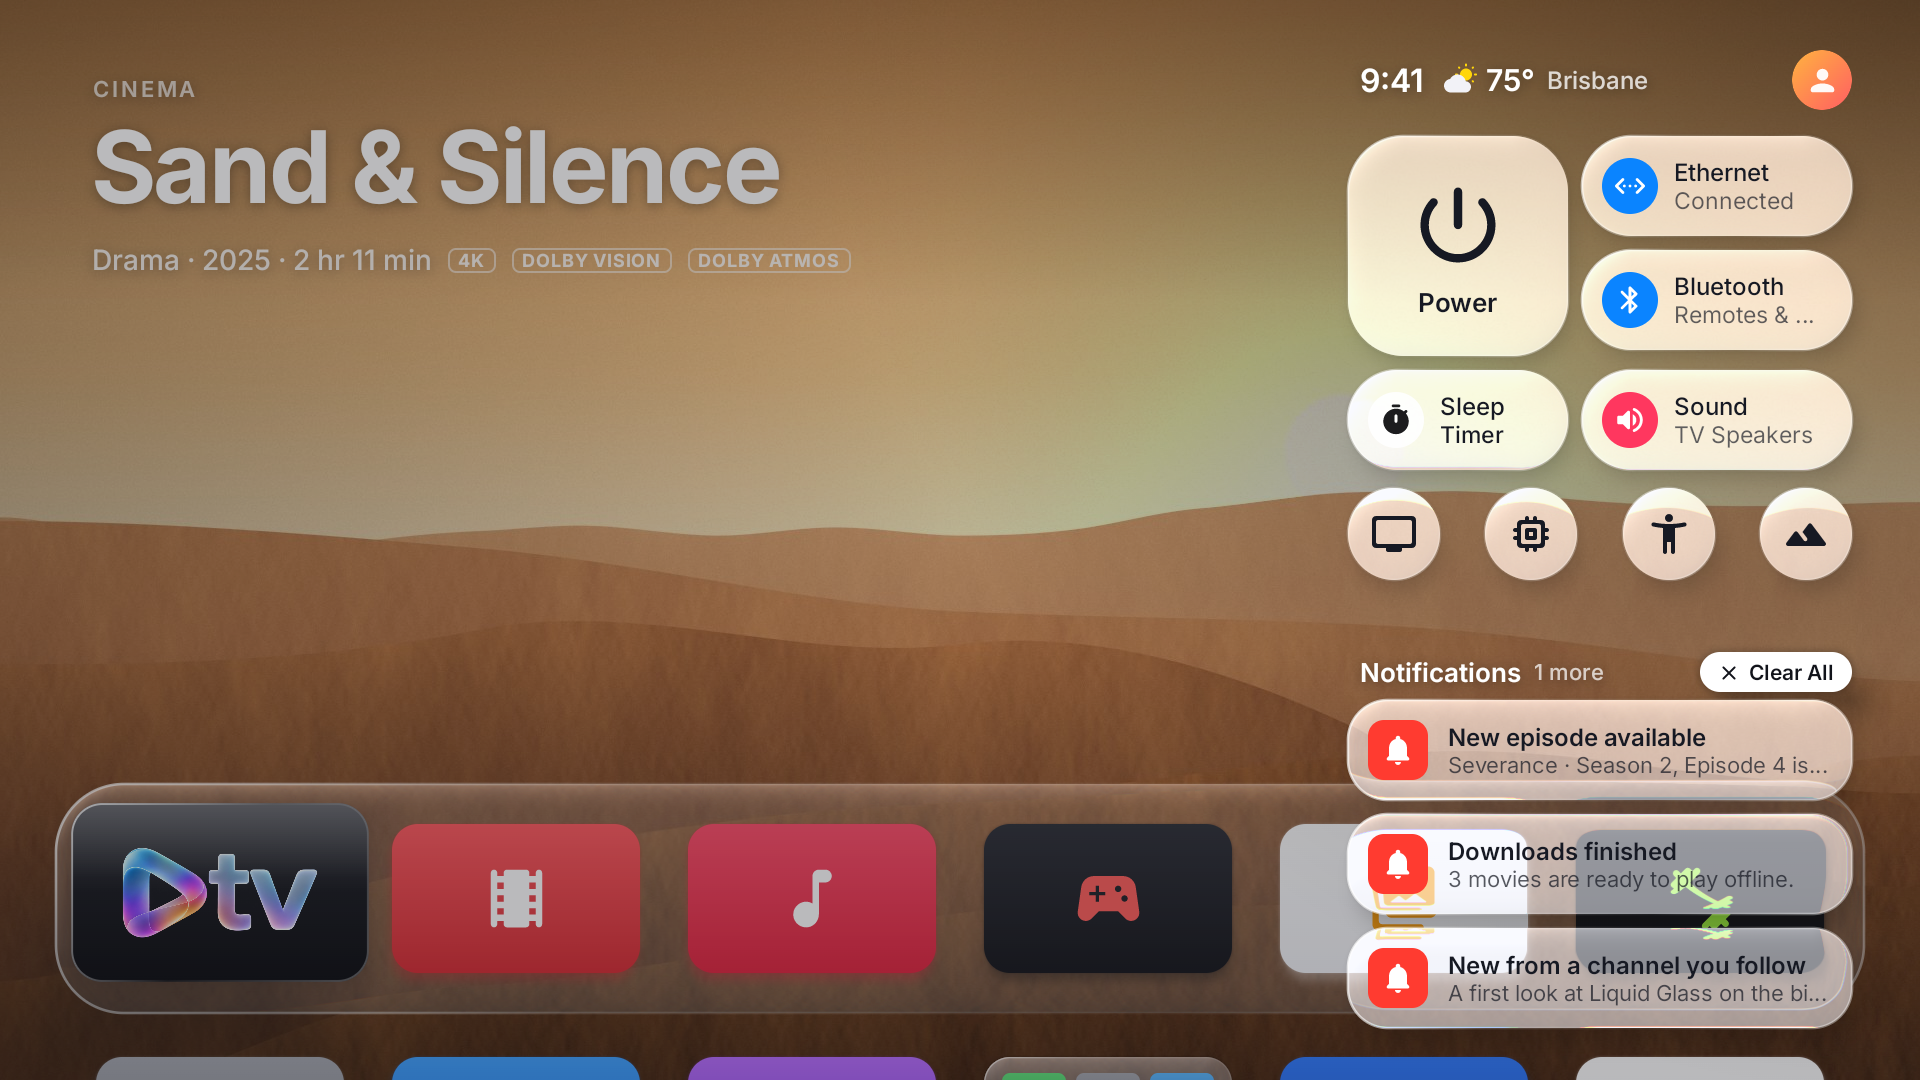 CINEMA
Sand & Silence
Drama · 2025 · 2 hr 11 min 4K DOLBY VISION DOLBY ATMOS
9:41 75° Brisbane
Power
Ethernet
Connected
Bluetooth
Remotes & ...
Sleep
Timer
Sound
TV Speakers
Notifications 1 more
Clear All
New episode available
Severance · Season 2, Episode 4 is...
Downloads finished
3 movies are ready to play offline.
New from a channel you follow
A first look at Liquid Glass on the bi...
tv